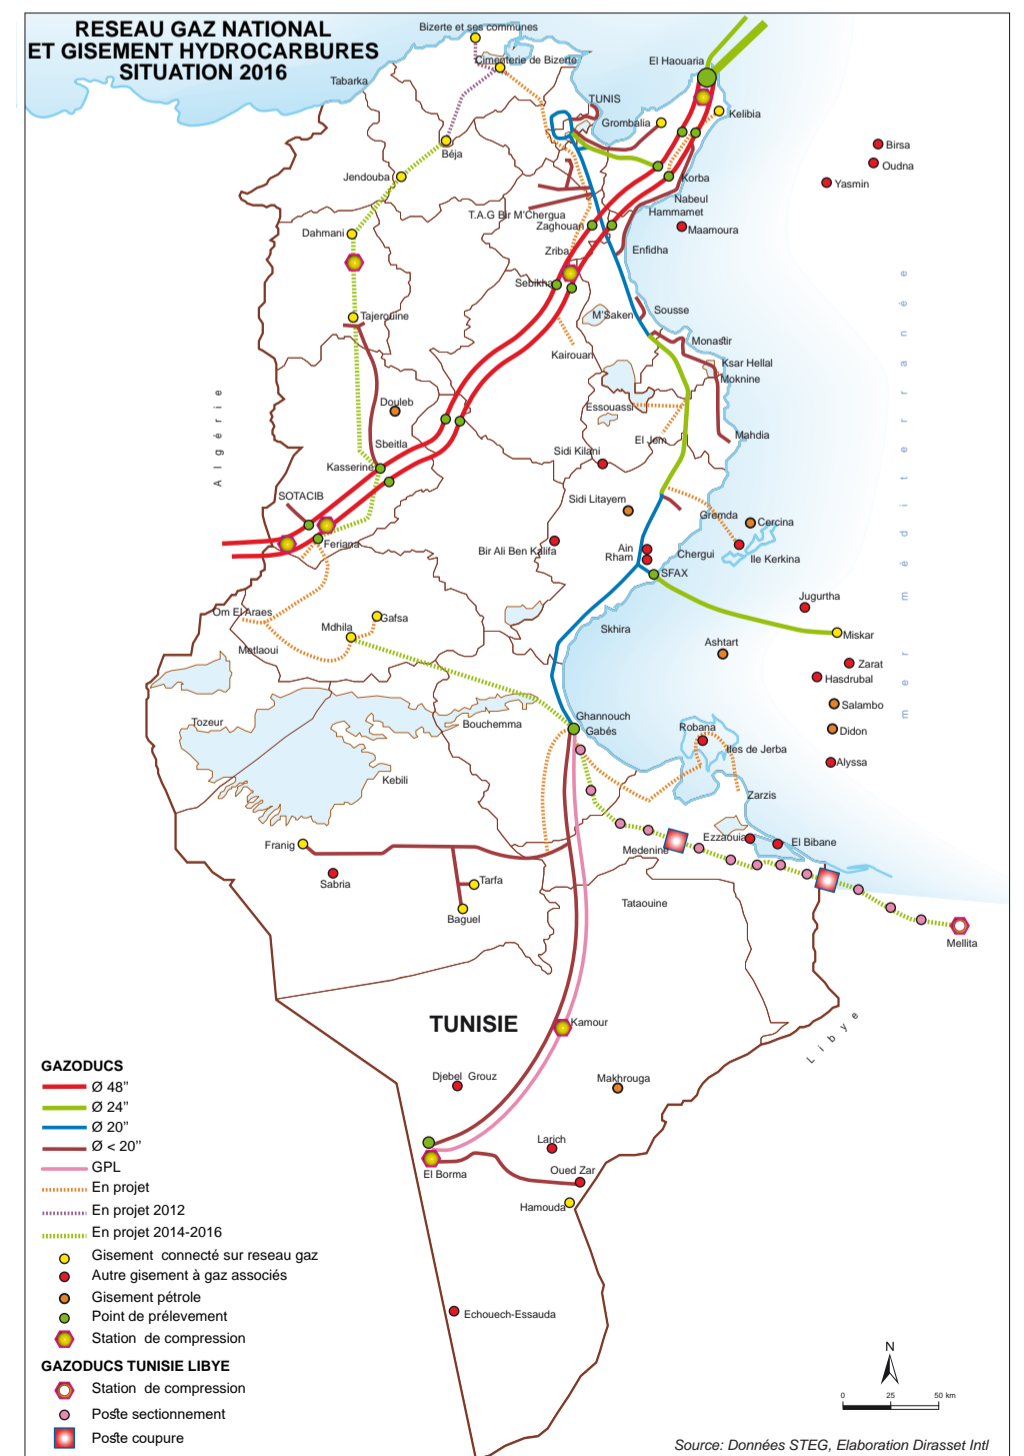 RESEAU GAZ NATIONAL
ET GISEMENT HYDROCARBURES
SITUATION 2016
Bizerte et ses communes
Cimenterie de Bizerte
Tabarka
El Haouaria
TUNIS
Grombalia
Kelibia
Béja
Birsa
Oudna
Jendouba
Yasmin
Korba
Nabeul
T.A.G Bir M'Chergua
Hammamet
Zaghouan
Maamoura
Dahmani
Zriba
Enfidha
Sebikha
Sousse
M'Saken
Tajerouine
Monastir
Kairouan
Ksar Hellal
Moknine
Algérie
mer méditerranée
Douleb
Essouassi
Mahdia
Sbeitla
El Jem
Sidi Kilani
Kasserine
SOTACIB
Sidi Litayem
Gremda
Cercina
Feriana
Bir Ali Ben Kalifa
Ain
Rham
Chergui
Ile Kerkina
SFAX
Jugurtha
Om El Araes
Gafsa
Mdhila
Skhira
Miskar
Metlaoui
Ashtart
Zarat
Hasdrubal
Salambo
Tozeur
Bouchemma
Ghannouch
Gabés
Robana
Didon
Iles de Jerba
Alyssa
Kebili
Zarzis
Franig
Medenine
Ezzaouia
El Bibane
Sabria
Tarfa
Baguel
Tataouine
Mellita
TUNISIE
Kamour
Libye
Djebel Grouz
Makhrouga
Larich
El Borma
Oued Zar
Hamouda
Echouech-Essauda
GAZODUCS
Ø 48”
Ø 24”
Ø 20”
Ø < 20”
GPL
En projet
En projet 2012
En projet 2014-2016
Gisement connecté sur reseau gaz
Autre gisement à gaz associés
Gisement pétrole
Point de prélevement
Station de compression
GAZODUCS TUNISIE LIBYE
Station de compression
Poste sectionnement
Poste coupure
N
0 25 50 km
Source: Données STEG, Elaboration Dirasset Intl